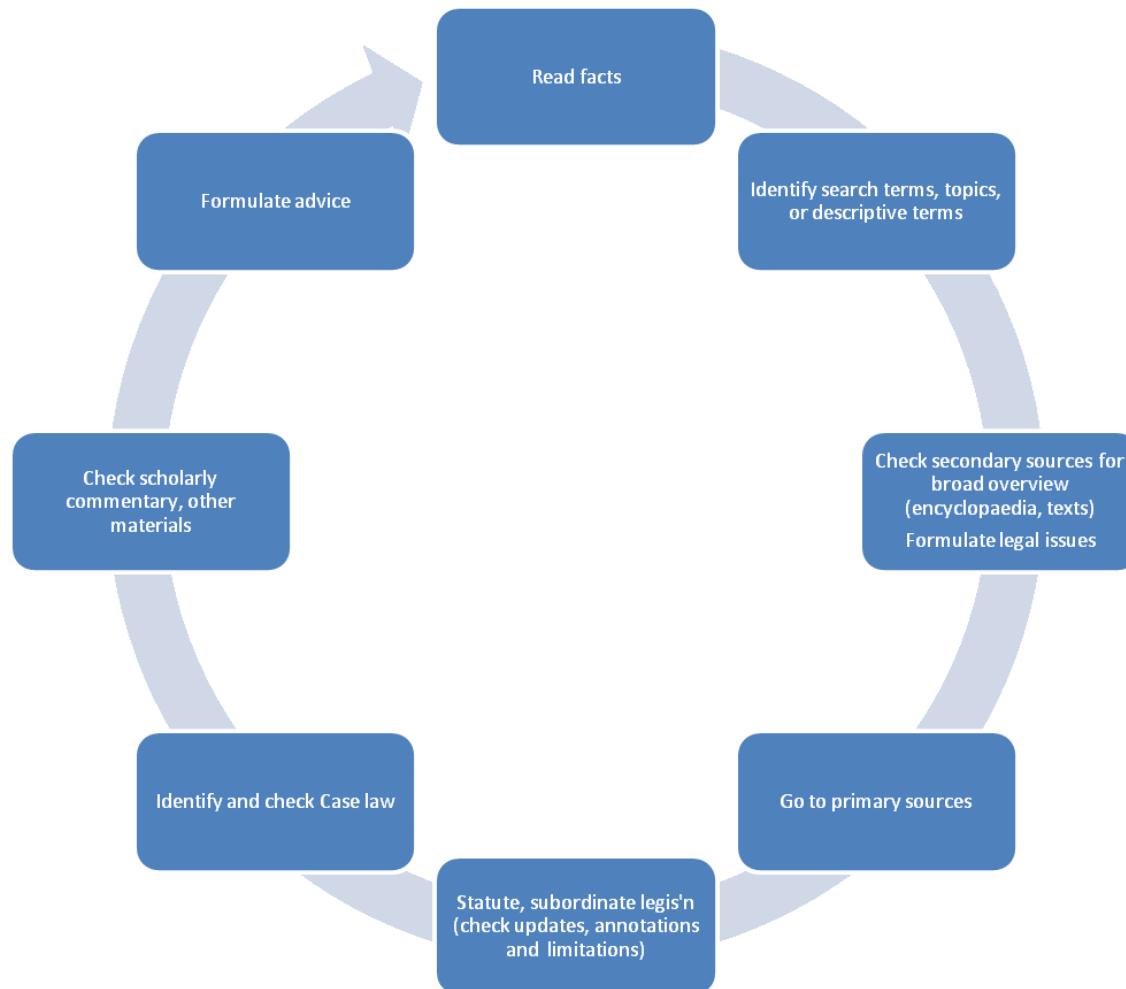 Read facts
Identify search terms, topics,
or descriptive terms
Check secondary sources for
broad overview
(encyclopaedia, texts)
Formulate legal issues
Go to primary sources
Statute, subordinate legis'n
(check updates, annotations
and limitations)
Identify and check Case law
Check scholarly
commentary, other
materials
Formulate advice